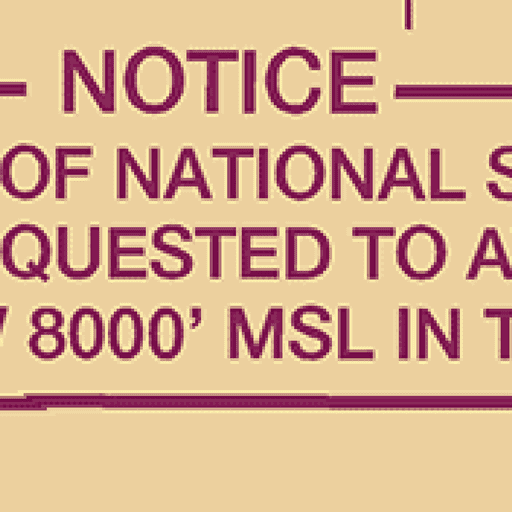 NOTICE
OF NATIONAL S
QUESTED TO A
8000’ MSL IN T